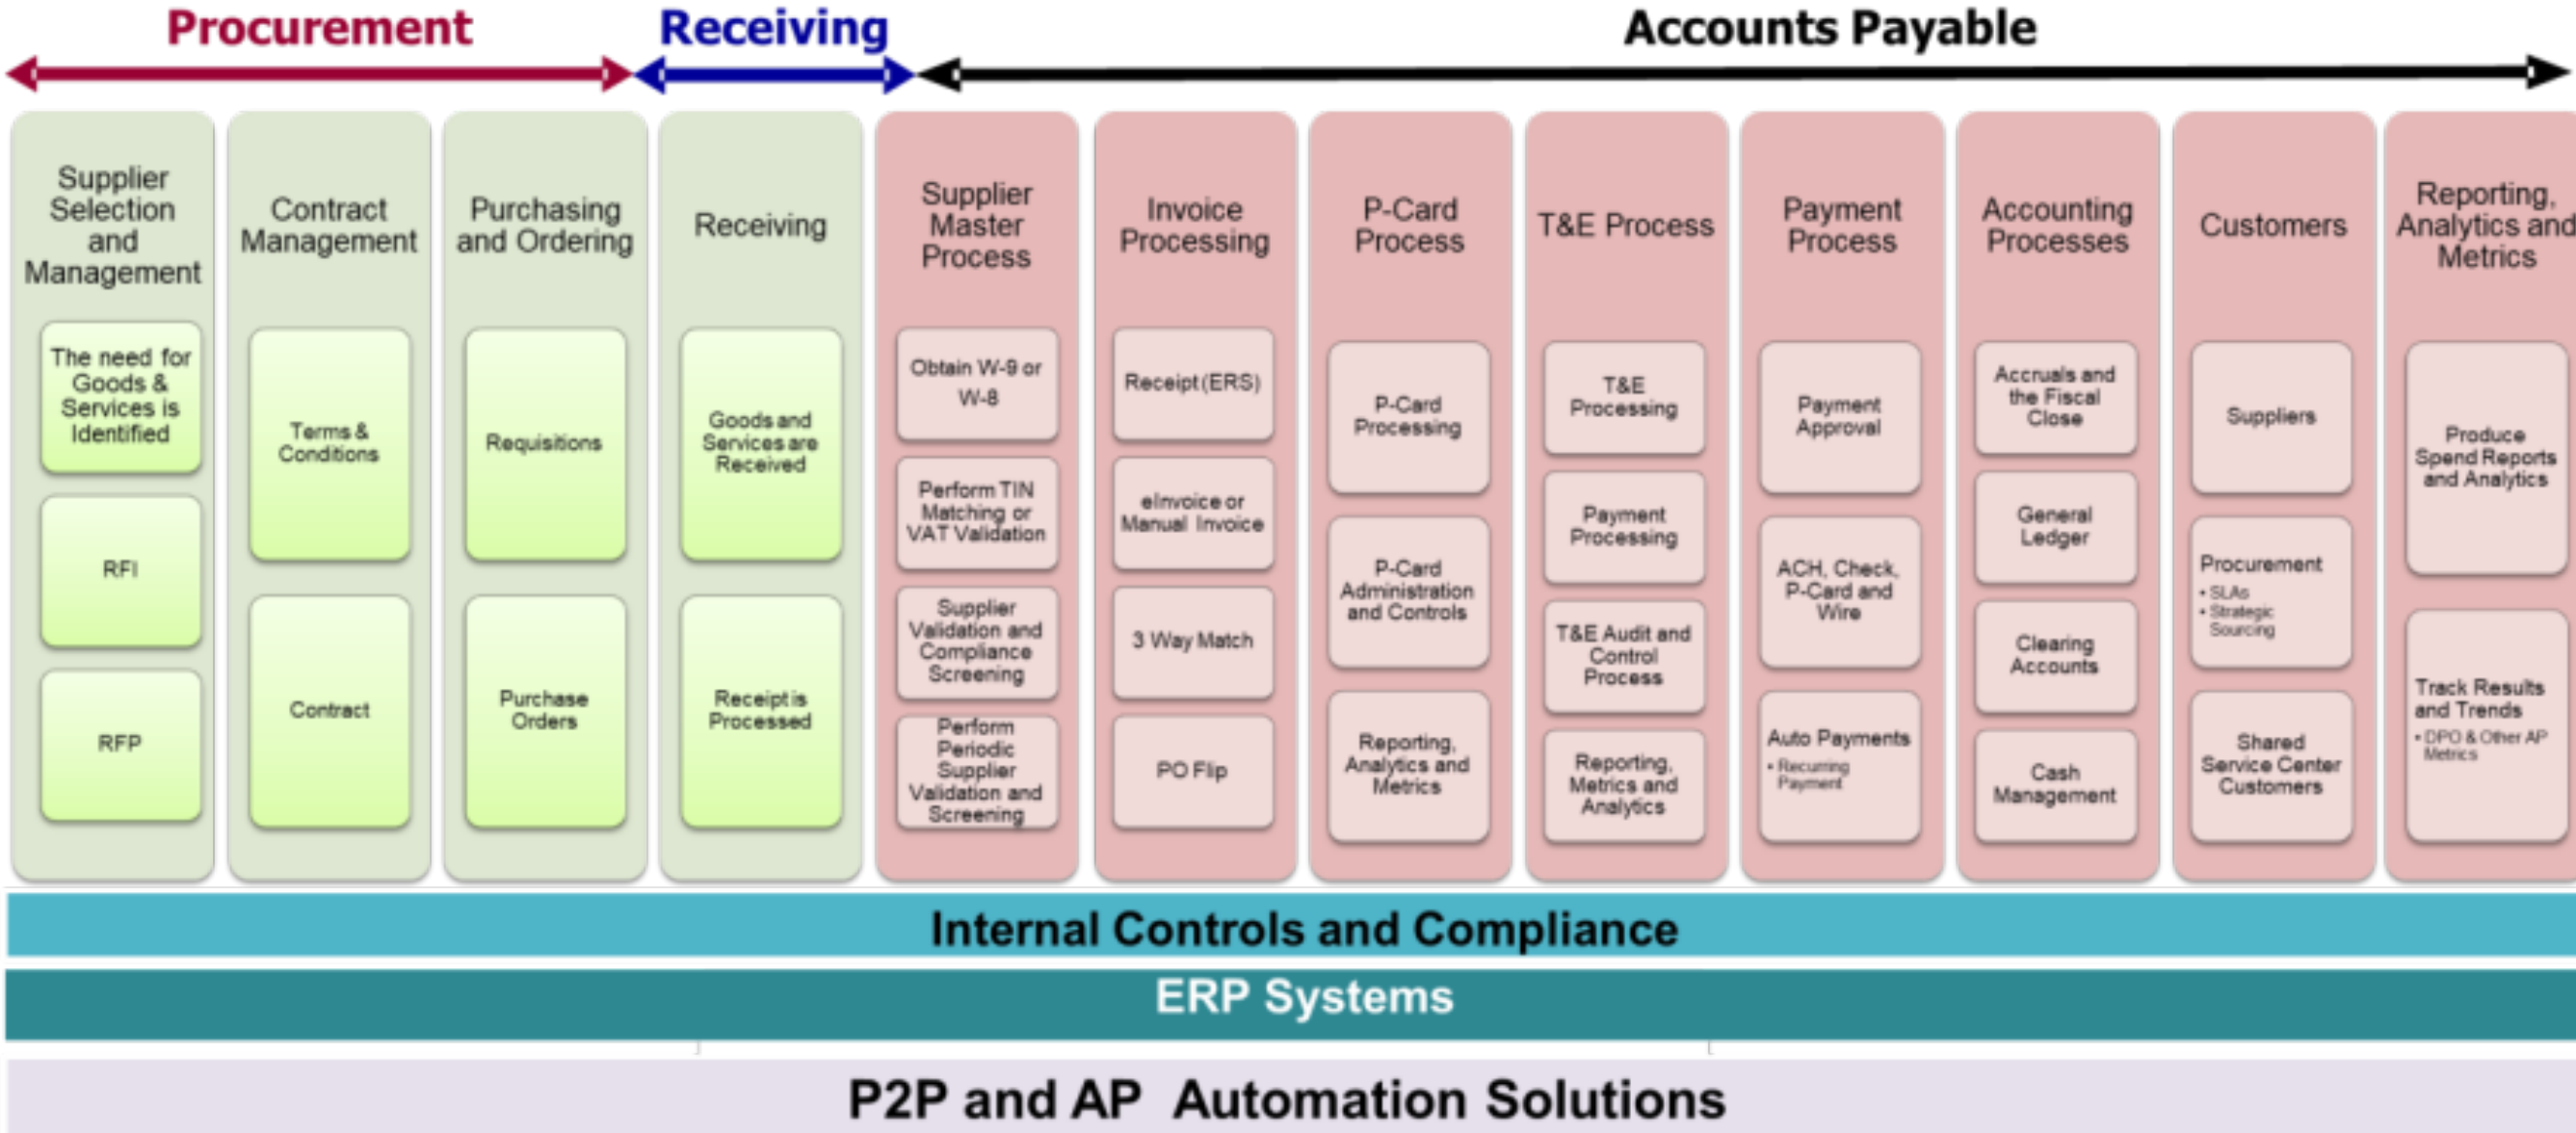 Procurement
Receiving
Accounts Payable
Supplier
Selection
and
Management
The need for
Goods &
Services is
Identified
RFI
RFP
Contract
Management
Terms &
Conditions
Contract
Purchasing
and Ordering
Requisitions
Purchase
Orders
Receiving
Goods and
Services are
Received
Receipt is
Processed
Supplier
Master
Process
Obtain W-9 or
W-8
Perform TIN
Matching or
VAT Validation
Supplier
Validation and
Compliance
Screening
Perform
Periodic
Supplier
Validation and
Screening
Invoice
Processing
Receipt (ERS)
eInvoice or
Manual Invoice
3 Way Match
PO Flip
P-Card
Process
P-Card
Processing
P-Card
Administration
and Controls
Reporting,
Analytics and
Metrics
T&E Process
T&E
Processing
Payment
Processing
T&E Audit and
Control
Process
Reporting,
Metrics and
Analytics
Payment
Process
Payment
Approval
ACH, Check,
P-Card and
Wire
Auto Payments
• Recurring
Payment
Accounting
Processes
Accruals and
the Fiscal
Close
General
Ledger
Clearing
Accounts
Cash
Management
Customers
Suppliers
Procurement
• SLAs
• Strategic
Sourcing
Shared
Service Center
Customers
Reporting,
Analytics and
Metrics
Produce
Spend Reports
and Analytics
Track Results
and Trends
• DPO & Other AP
Metrics
Internal Controls and Compliance
ERP Systems
P2P and AP Automation Solutions